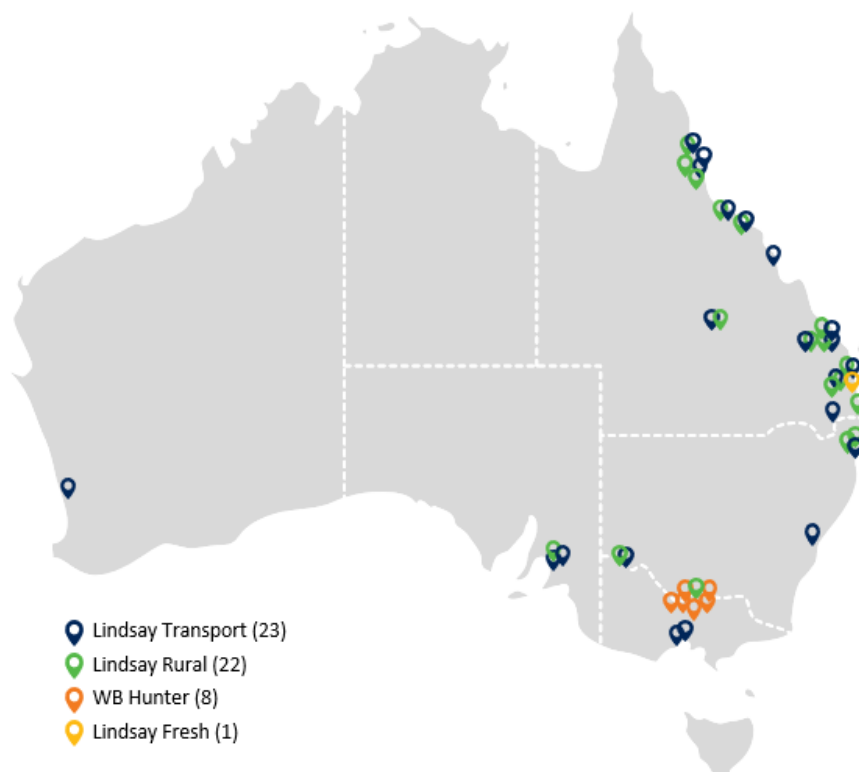 Lindsay Transport (23)
Lindsay Rural (22)
WB Hunter (8)
Lindsay Fresh (1)